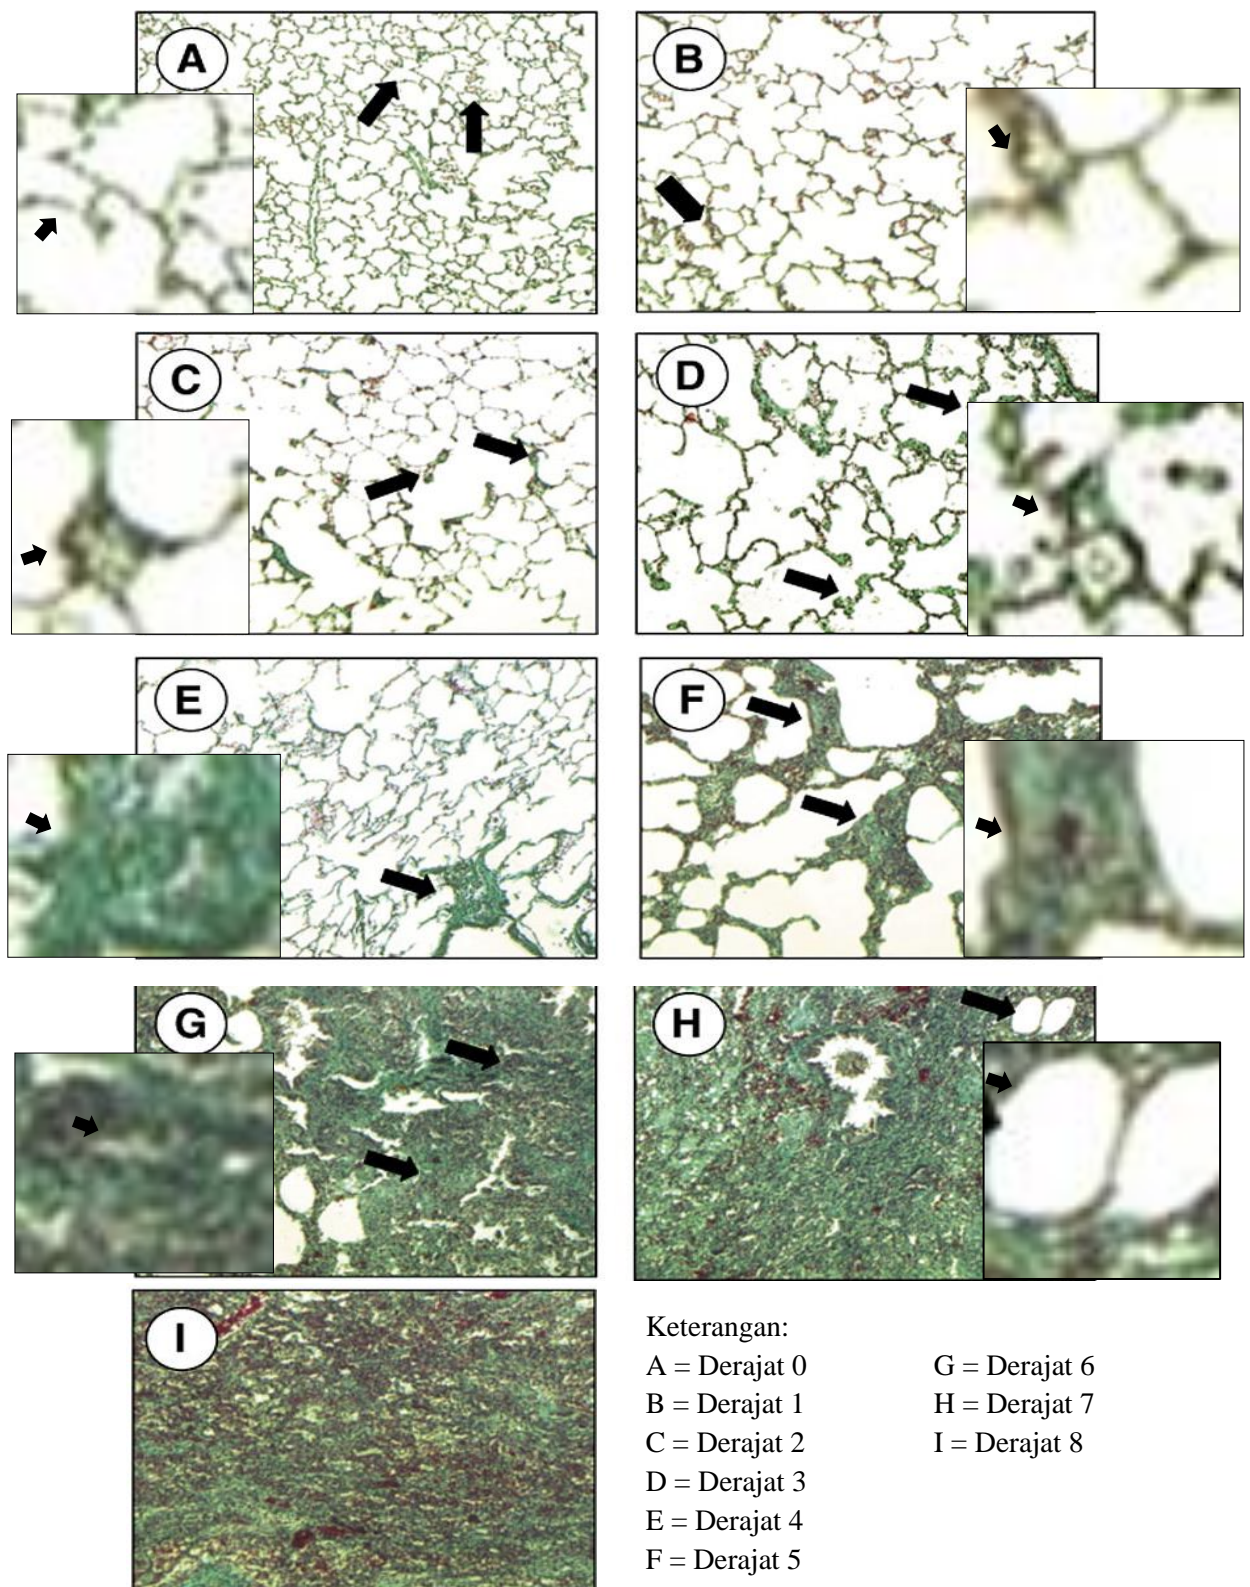 A
B
C
D
E
F
G
H
I
Keterangan:
A = Derajat 0
B = Derajat 1
C = Derajat 2
D = Derajat 3
E = Derajat 4
F = Derajat 5
G = Derajat 6
H = Derajat 7
I = Derajat 8